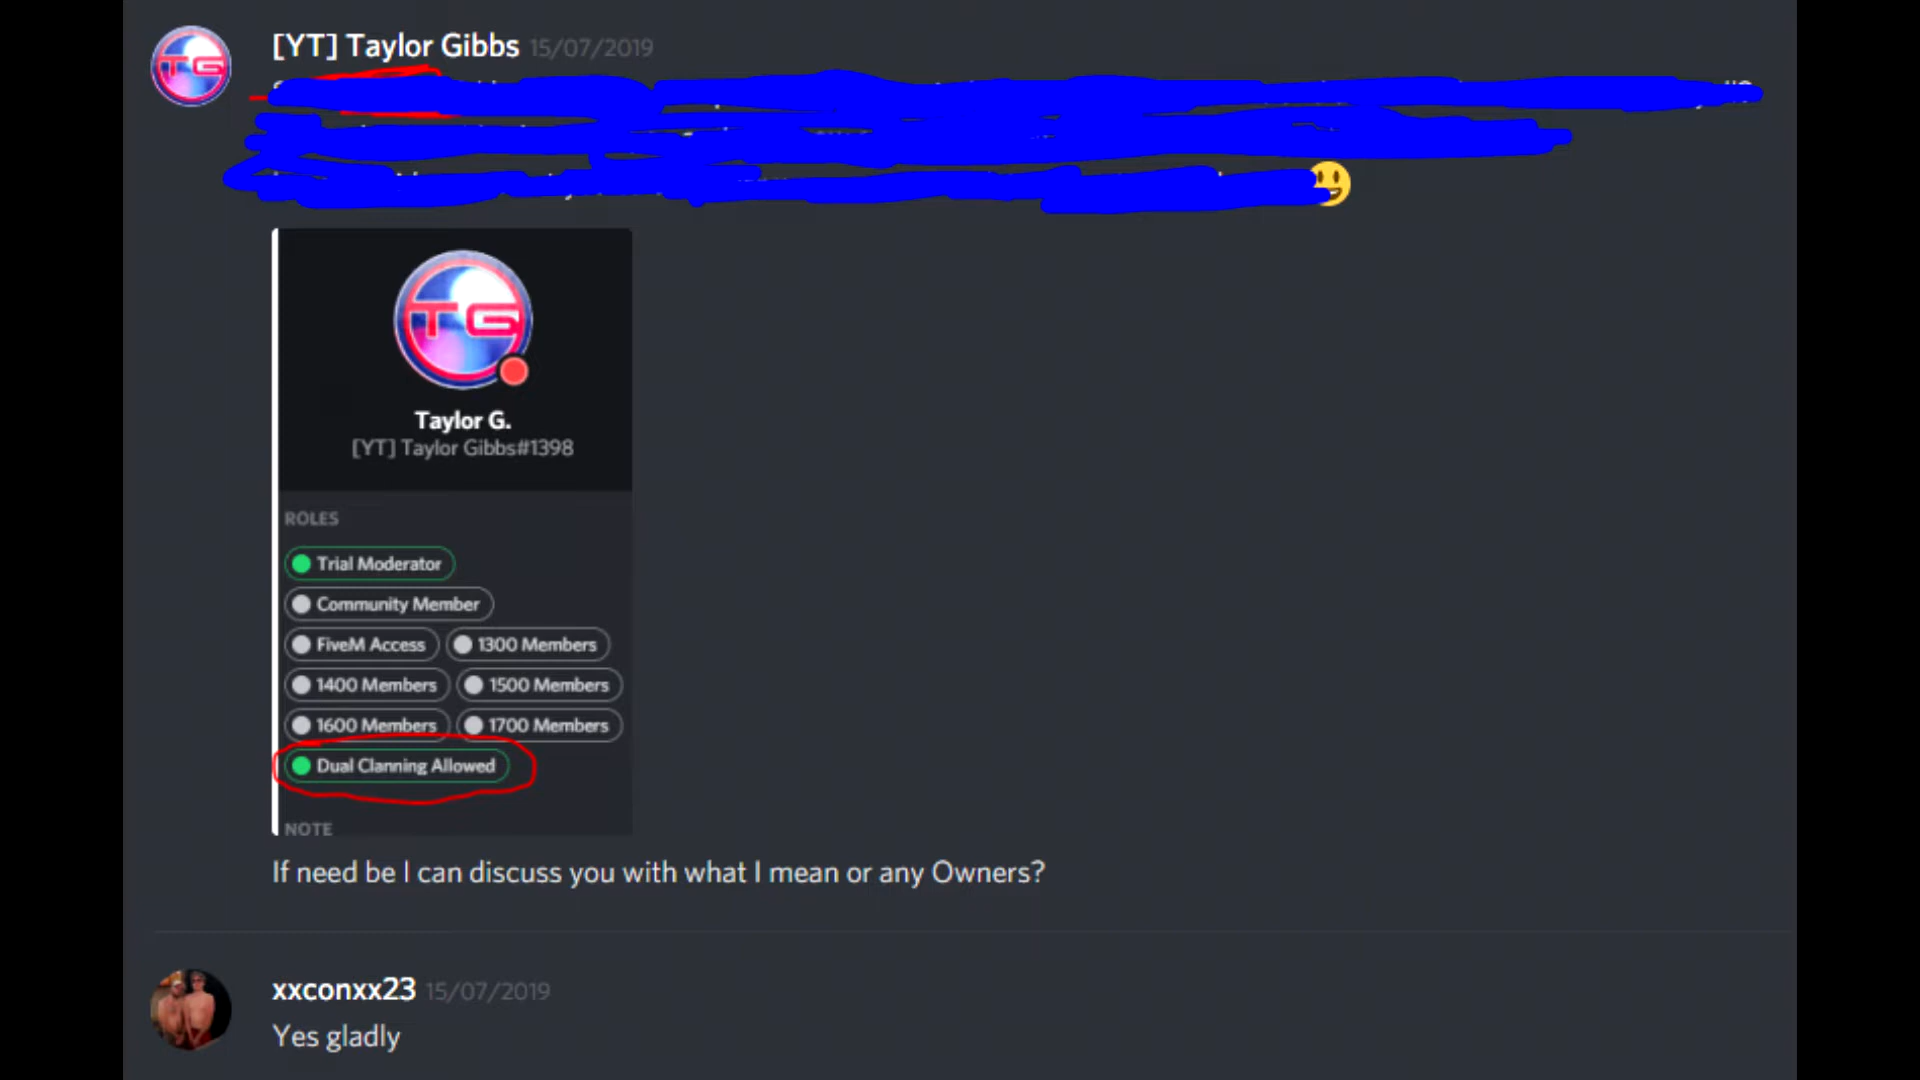 [YT] Taylor Gibbs 15/07/2019
TG
TG
Taylor G.
[YT] Taylor Gibbs#1398
ROLES
Trial Moderator
Community Member
FiveM Access 1300 Members
1400 Members 1500 Members
1600 Members 1700 Members
Dual Clanning Allowed
NOTE
If need be I can discuss you with what I mean or any Owners?
xxconxx23 15/07/2019
Yes gladly